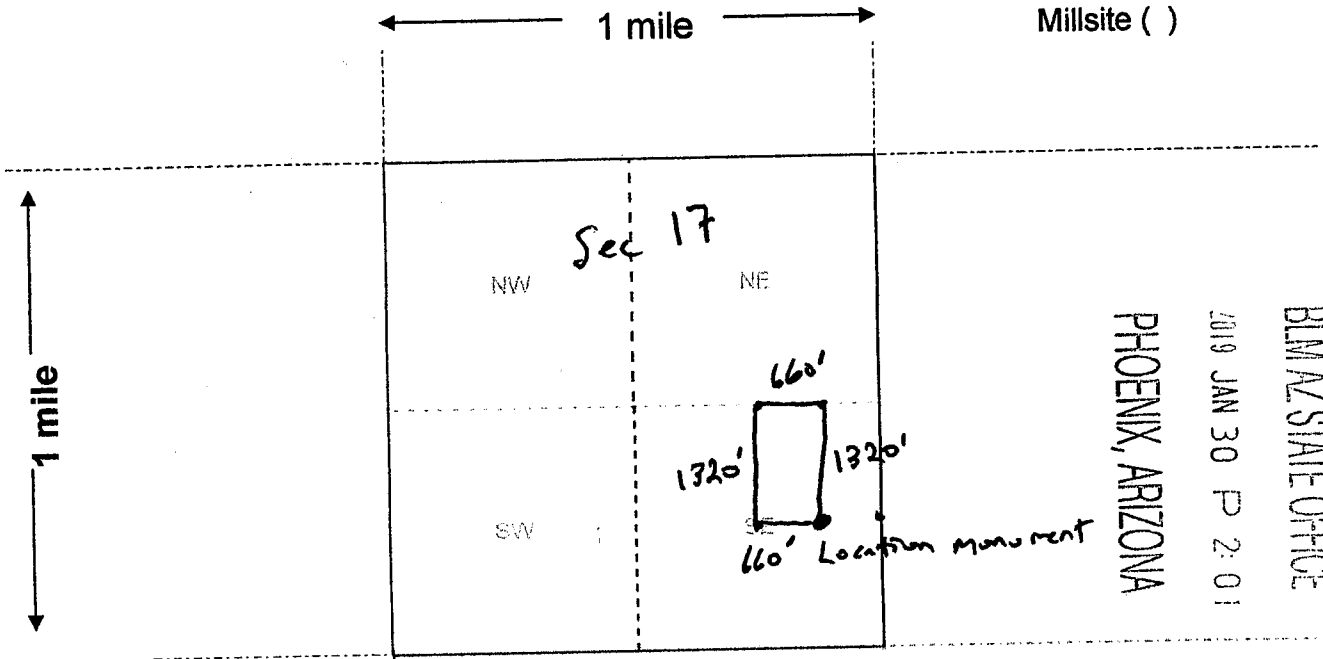 1 mile
Millsite ( )
1 mile
Sec 17
NW
NE
660'
1320'
1320'
SW
SE
660' Location monument
BLM AZ STATE OFFICE
2019 JAN 30 P 2:01
PHOENIX, ARIZONA